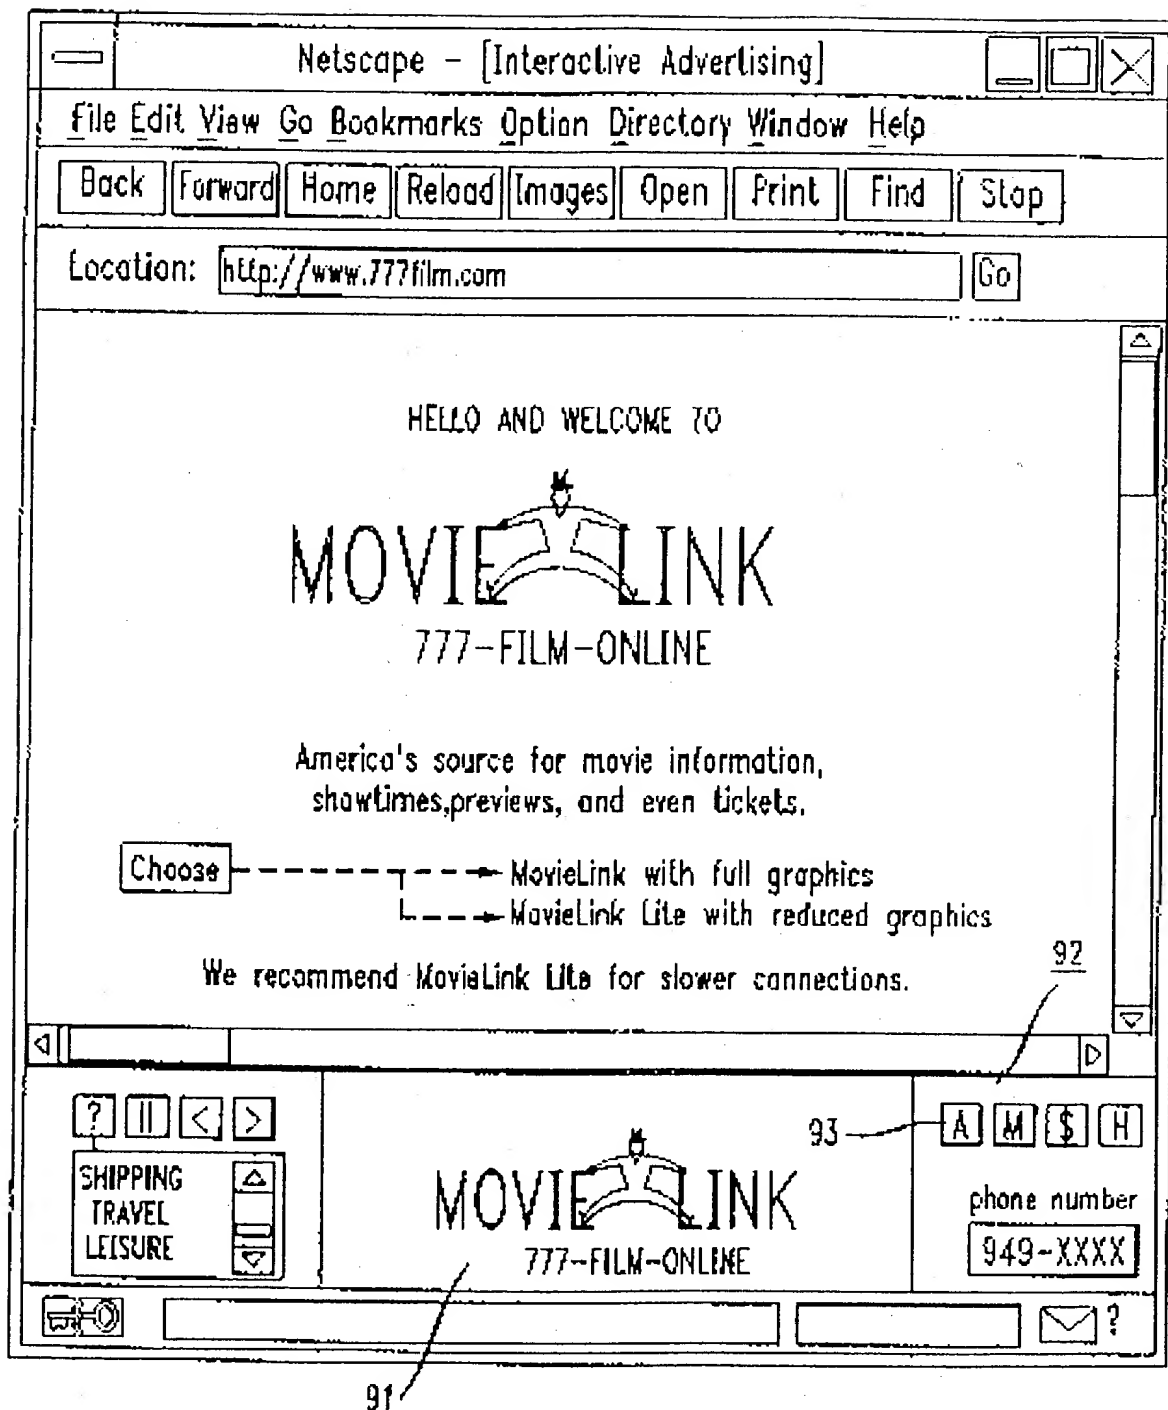 Netscape - [Interactive Advertising]
File Edit View Go Bookmarks Option Directory Window Help
Back Forward Home Reload Images Open Print Find Stop
Location: http://www.777film.com Go
HELLO AND WELCOME TO
M
MOVIE LINK
777-FILM-ONLINE
America's source for movie information,
showtimes,previews, and even tickets.
Choose
MovieLink with full graphics
MovieLink Lite with reduced graphics
We recommend MovieLink Lite for slower connections.
92
? || < >
93 A M $ H
SHIPPING
TRAVEL
LEISURE
M
MOVIE LINK
777-FILM-ONLINE
phone number
949-XXXX
?
91